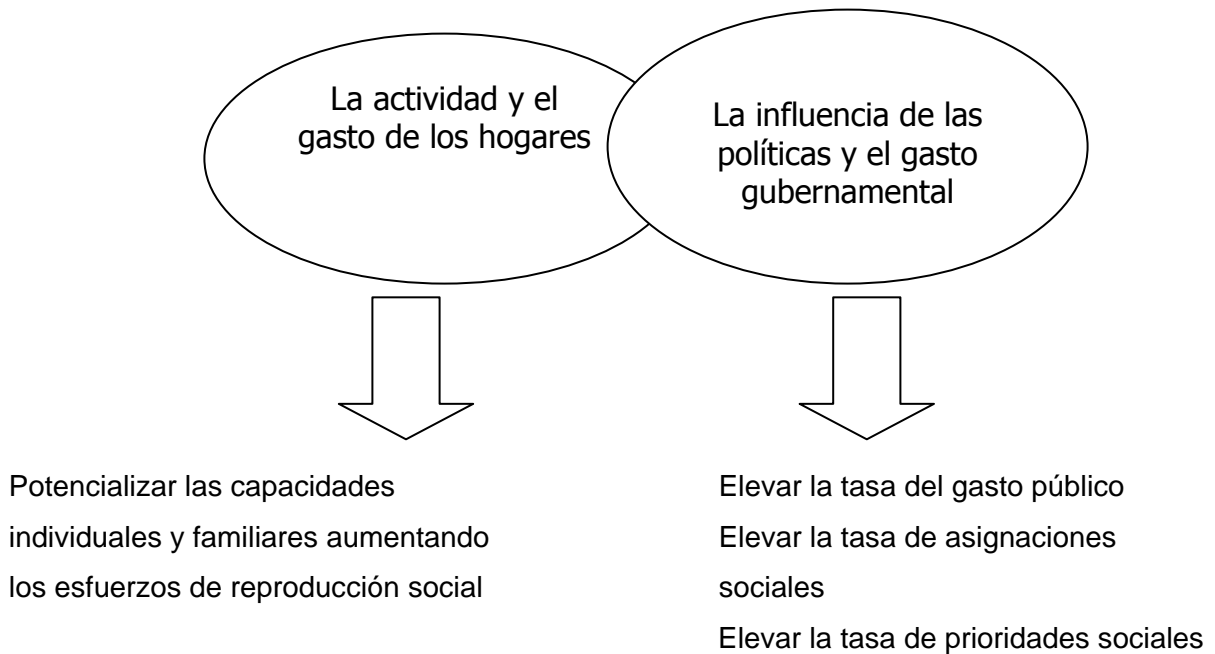 La actividad y el
gasto de los hogares
La influencia de las
políticas y el gasto
gubernamental
Potencializar las capacidades
individuales y familiares aumentando
los esfuerzos de reproducción social
Elevar la tasa del gasto público
Elevar la tasa de asignaciones
sociales
Elevar la tasa de prioridades sociales